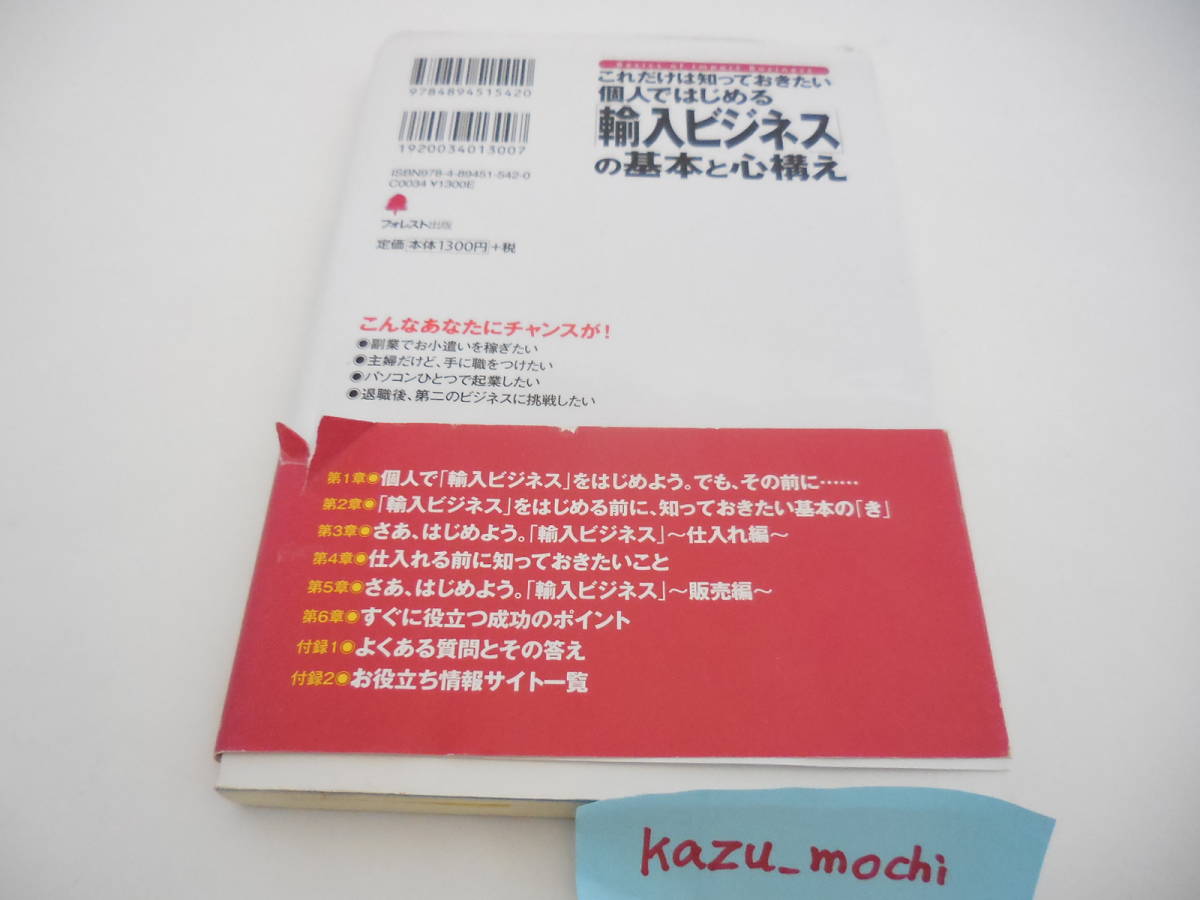 9784894515420
1920034013007
ISBN978-4-89451-542-0
C0034 ¥1300E
フォレスト出版
定価 本体1300円 +税
Basics of Import Business
これだけは知っておきたい
個人ではじめる
「輸入ビジネス」
の基本と心構え
こんなあなたにチャンスが!
●副業でお小遣いを稼ぎたい
●主婦だけど、手に職をつけたい
●パソコンひとつで起業したい
●退職後、第二のビジネスに挑戦したい
第1章◉個人で「輸入ビジネス」をはじめよう。でも、その前に……
第2章◉「輸入ビジネス」をはじめる前に、知っておきたい基本の「き」
第3章◉さあ、はじめよう。「輸入ビジネス」〜仕入れ編〜
第4章◉仕入れる前に知っておきたいこと
第5章◉さあ、はじめよう。「輸入ビジネス」〜販売編〜
第6章◉すぐに役立つ成功のポイント
付録1◉よくある質問とその答え
付録2◉お役立ち情報サイト一覧
kazu_mochi